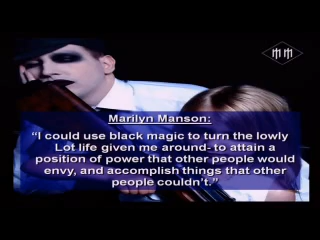 Marilyn Manson:
“I could use black magic to turn the lowly
Lot life given me around- to attain a
position of power that other people would
envy, and accomplish things that other
people couldn’t.”